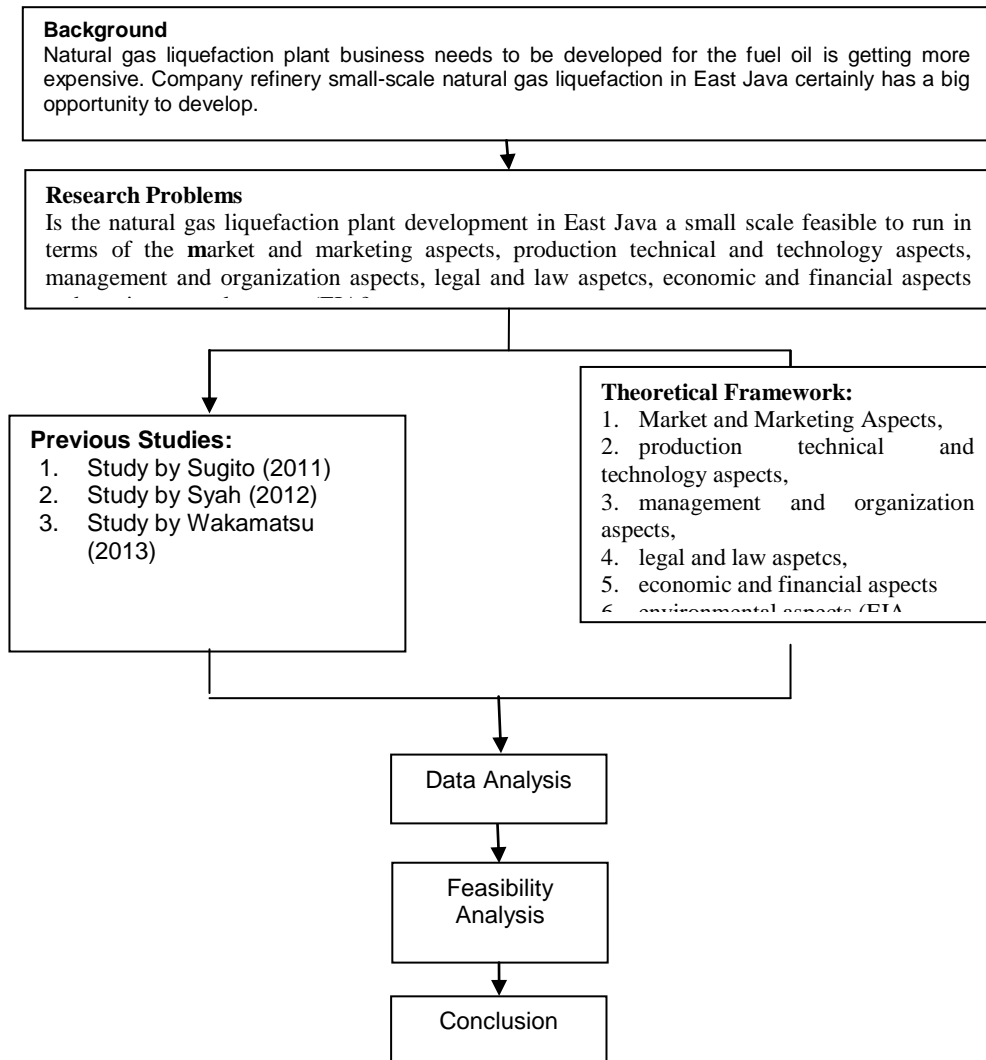 Background
Natural gas liquefaction plant business needs to be developed for the fuel oil is getting more
expensive. Company refinery small-scale natural gas liquefaction in East Java certainly has a big
opportunity to develop.
Research Problems
Is the natural gas liquefaction plant development in East Java a small scale feasible to run in
terms of the market and marketing aspects, production technical and technology aspects,
management and organization aspects, legal and law aspetcs, economic and financial aspects
Previous Studies:
1. Study by Sugito (2011)
2. Study by Syah (2012)
3. Study by Wakamatsu
(2013)
Theoretical Framework:
1. Market and Marketing Aspects,
2. production technical and
technology aspects,
3. management and organization
aspects,
4. legal and law aspetcs,
5. economic and financial aspects
6. environmental aspects (EIA
Data Analysis
Feasibility
Analysis
Conclusion